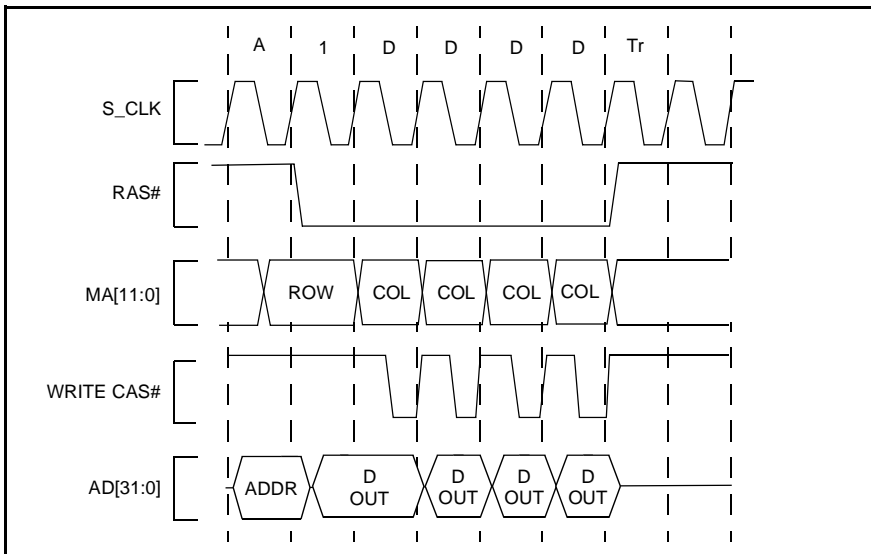 A 1 D D D D Tr
S_CLK
RAS#
MA[11:0] ROW COL COL COL COL
WRITE CAS#
AD[31:0] ADDR D OUT D OUT D OUT D OUT